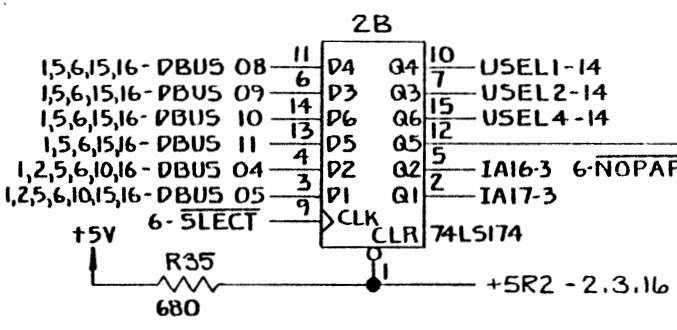 2B
1,5,6,15,16-DBUS 08 11 D4 Q4 10 USEL1-14
1,5,6,15,16-DBUS 09 6 D3 Q3 7 USEL2-14
1,5,6,15,16-DBUS 10 14 D6 Q6 15 USEL4-14
1,5,6,15,16-DBUS 11 13 D5 Q5 12
1,2,5,6,10,16-DBUS 04 4 D2 Q2 5 IA16-3 6-NOPAR
1,2,5,6,10,15,16-DBUS 05 3 D1 Q1 2 IA17-3
6-SLECT 9 CLK
+5V CLR 74LS174
R35 1
680 +5R2-2.3.16